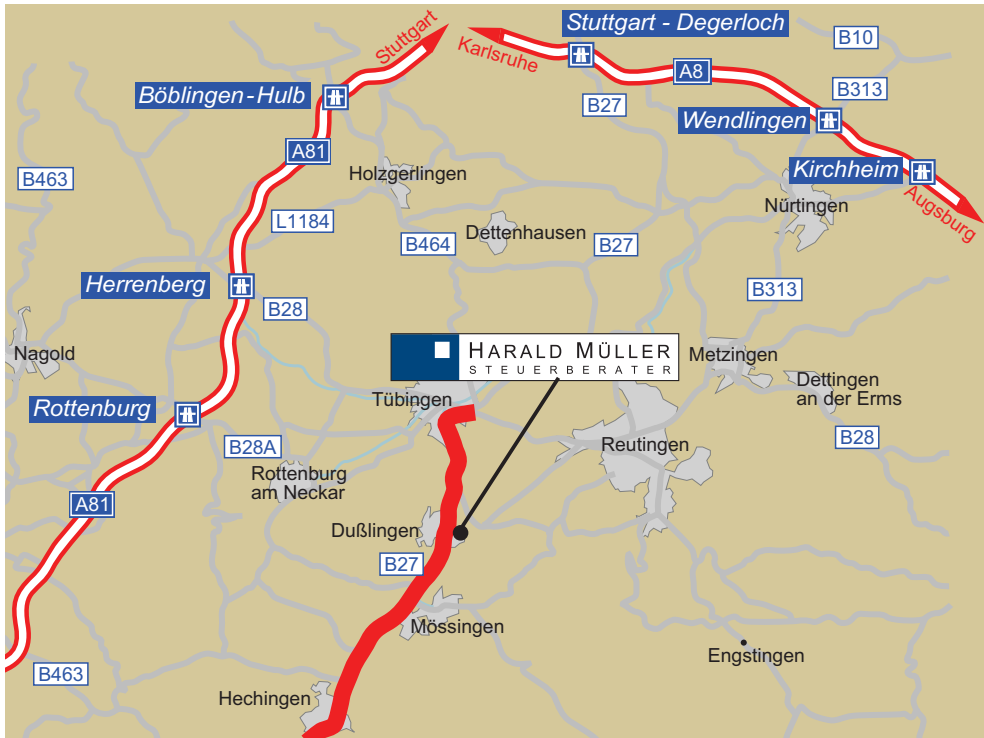 Stuttgart
Karlsruhe
Stuttgart - Degerloch
B10
A8
B313
B27
Böblingen-Hulb
Wendlingen
A81
Kirchheim
B463
Holzgerlingen
Nürtingen
Augsburg
L1184
B464
Dettenhausen
B27
Herrenberg
B28
B313
Nagold
HARALD MÜLLER
STEUERBERATER
Metzingen
Dettingen
an der Erms
Rottenburg
Tübingen
B28A
Reutingen
B28
Rottenburg
am Neckar
A81
Dußlingen
B27
Mössingen
Engstingen
B463
Hechingen